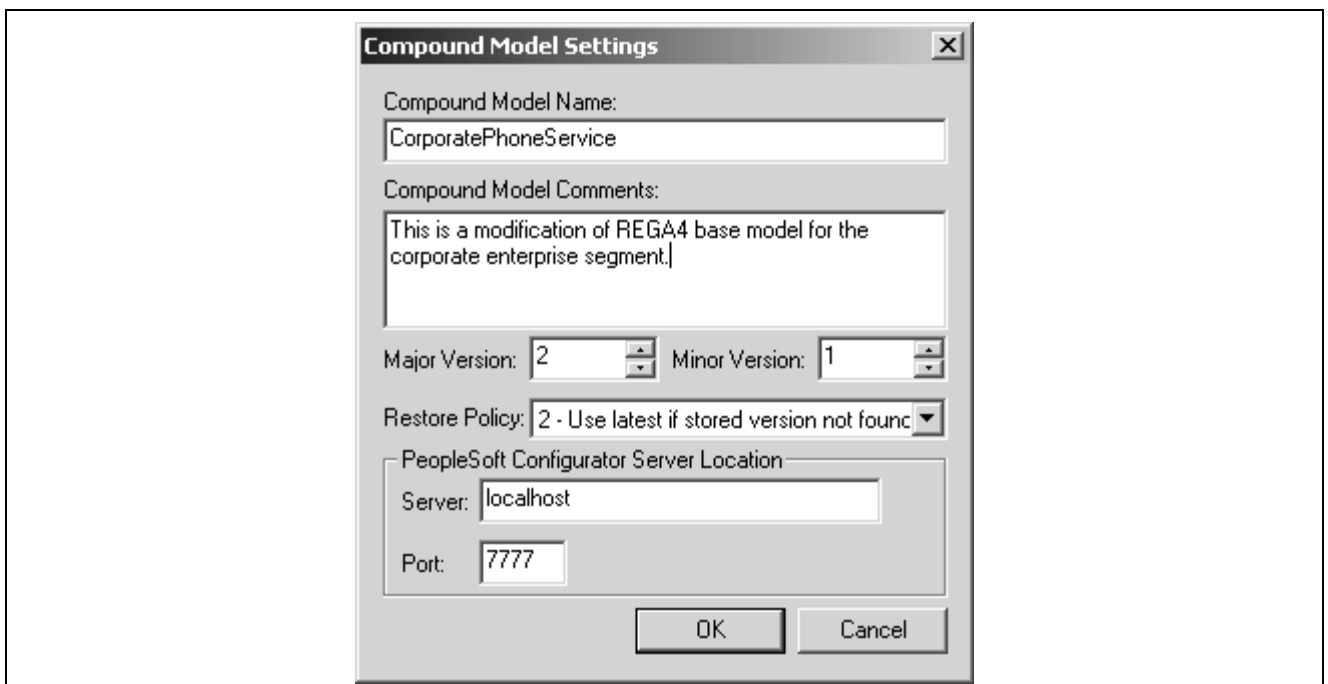 Compound Model Settings
Compound Model Name:
CorporatePhoneService
Compound Model Comments:
This is a modification of REGA4 base model for the
corporate enterprise segment.
Major Version: 2 Minor Version: 1
Restore Policy: 2 - Use latest if stored version not found
PeopleSoft Configurator Server Location
Server: localhost
Port: 7777
OK Cancel